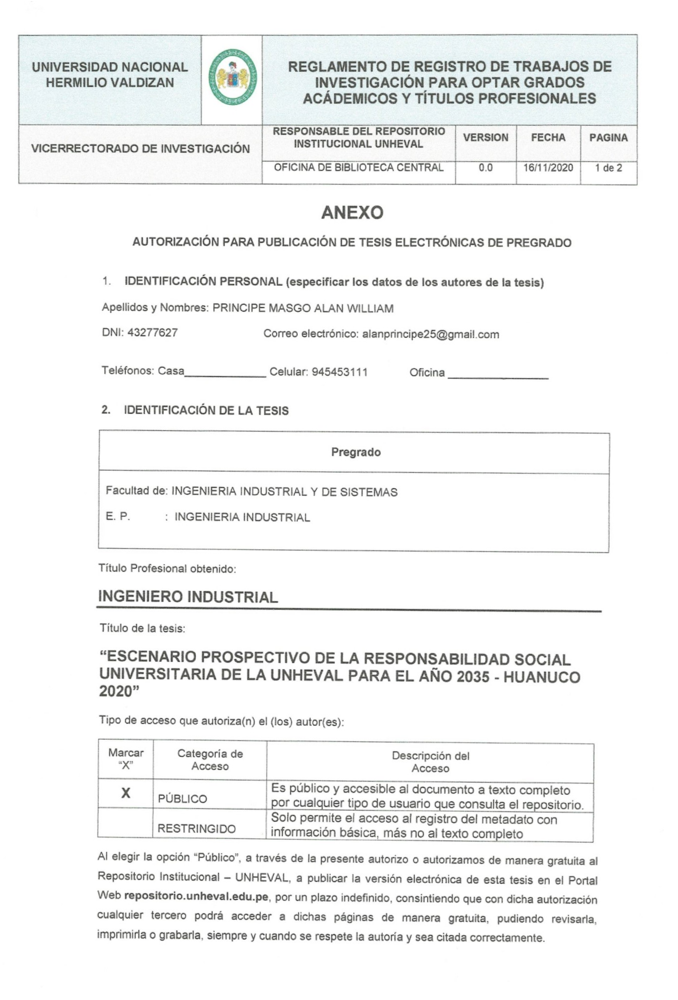 UNIVERSIDAD NACIONAL
HERMILIO VALDIZAN
REGLAMENTO DE REGISTRO DE TRABAJOS DE
INVESTIGACIÓN PARA OPTAR GRADOS
ACÁDEMICOS Y TÍTULOS PROFESIONALES
VICERRECTORADO DE INVESTIGACIÓN
RESPONSABLE DEL REPOSITORIO
INSTITUCIONAL UNHEVAL
VERSION
FECHA
PAGINA
OFICINA DE BIBLIOTECA CENTRAL
0.0
16/11/2020
1 de 2
ANEXO
AUTORIZACIÓN PARA PUBLICACIÓN DE TESIS ELECTRÓNICAS DE PREGRADO
1. IDENTIFICACIÓN PERSONAL (especificar los datos de los autores de la tesis)
Apellidos y Nombres: PRINCIPE MASGO ALAN WILLIAM
DNI: 43277627 Correo electrónico: alanprincipe25@gmail.com
Teléfonos: Casa_____________ Celular: 945453111 Oficina ________________
2. IDENTIFICACIÓN DE LA TESIS
Pregrado
Facultad de: INGENIERIA INDUSTRIAL Y DE SISTEMAS
E. P. : INGENIERIA INDUSTRIAL
Título Profesional obtenido:
INGENIERO INDUSTRIAL
Título de la tesis:
“ESCENARIO PROSPECTIVO DE LA RESPONSABILIDAD SOCIAL
UNIVERSITARIA DE LA UNHEVAL PARA EL AÑO 2035 - HUANUCO
2020”
Tipo de acceso que autoriza(n) el (los) autor(es):
Marcar
“X”
Categoría de
Acceso
Descripción del
Acceso
X
PÚBLICO
Es público y accesible al documento a texto completo
por cualquier tipo de usuario que consulta el repositorio.
RESTRINGIDO
Solo permite el acceso al registro del metadato con
información básica, más no al texto completo
Al elegir la opción “Público”, a través de la presente autorizo o autorizamos de manera gratuita al
Repositorio Institucional – UNHEVAL, a publicar la versión electrónica de esta tesis en el Portal
Web repositorio.unheval.edu.pe, por un plazo indefinido, consintiendo que con dicha autorización
cualquier tercero podrá acceder a dichas páginas de manera gratuita, pudiendo revisarla,
imprimirla o grabarla, siempre y cuando se respete la autoría y sea citada correctamente.